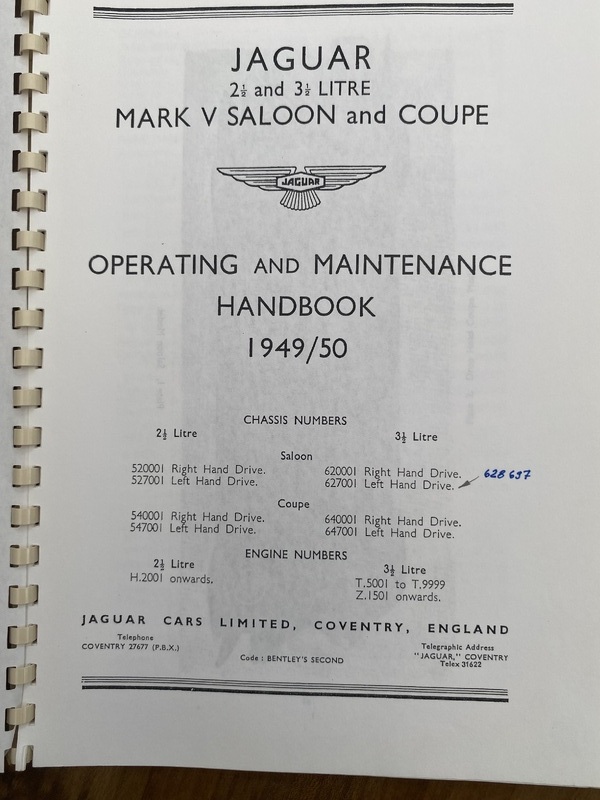 JAGUAR
2½ and 3½ LITRE
MARK V SALOON and COUPE
JAGUAR
OPERATING AND MAINTENANCE
HANDBOOK
1949/50
CHASSIS NUMBERS
2½ Litre
3½ Litre
Saloon
520001 Right Hand Drive.
527001 Left Hand Drive.
620001 Right Hand Drive.
627001 Left Hand Drive.
628697
Coupe
540001 Right Hand Drive.
547001 Left Hand Drive.
640001 Right Hand Drive.
647001 Left Hand Drive.
ENGINE NUMBERS
2½ Litre
H.2001 onwards.
3½ Litre
T.5001 to T.9999
Z.1501 onwards.
JAGUAR CARS LIMITED, COVENTRY, ENGLAND
Telephone
COVENTRY 27677 (P.B.X.)
Code : BENTLEY'S SECOND
Telegraphic Address
"JAGUAR," COVENTRY
Telex 31622